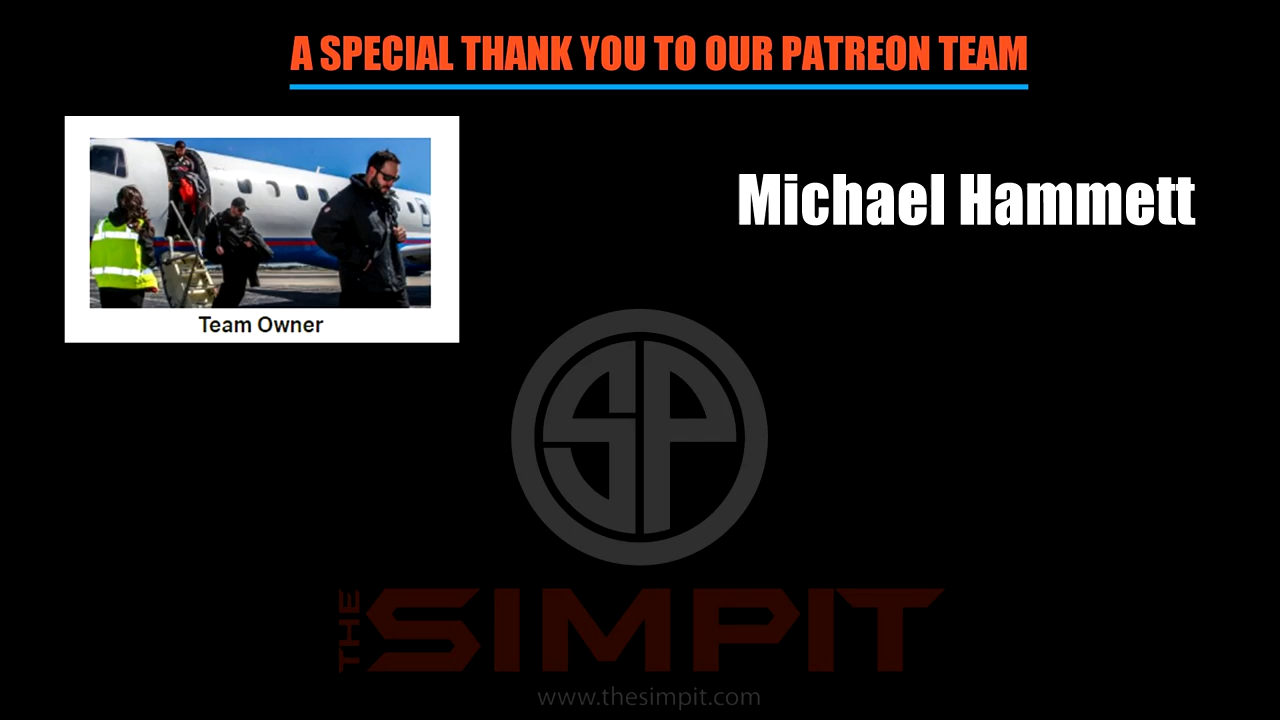 A SPECIAL THANK YOU TO OUR PATREON TEAM
Michael Hammett
Team Owner
SP
THE SIMPIT
www.thesimpit.com